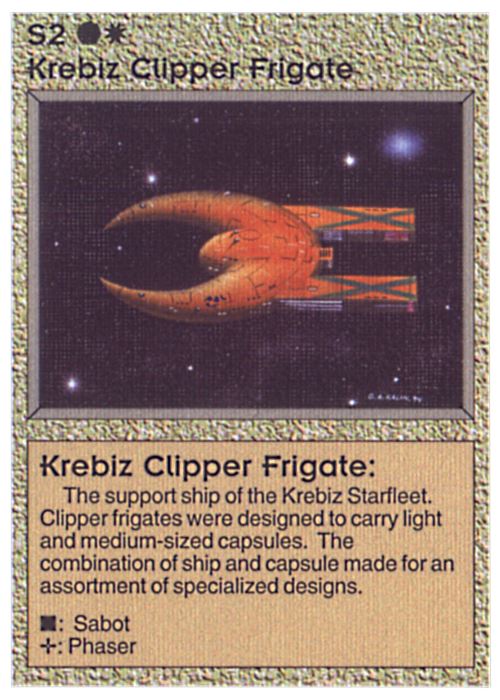 S2
Krebiz Clipper Frigate
Krebiz Clipper Frigate:
The support ship of the Krebiz Starfleet.
Clipper frigates were designed to carry light
and medium-sized capsules. The
combination of ship and capsule made for an
assortment of specialized designs.
■: Sabot
✛: Phaser